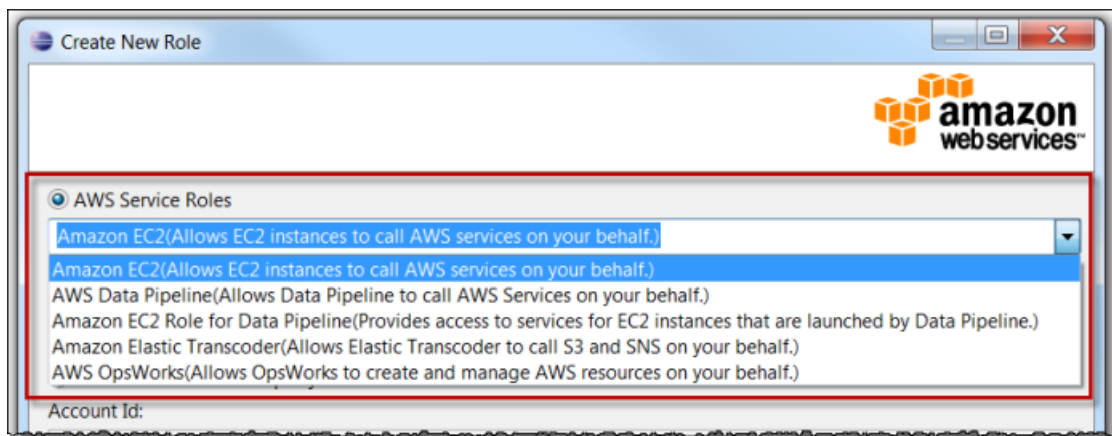 Create New Role
amazon
webservices™
AWS Service Roles
Amazon EC2(Allows EC2 instances to call AWS services on your behalf.)
Amazon EC2(Allows EC2 instances to call AWS services on your behalf.)
AWS Data Pipeline(Allows Data Pipeline to call AWS Services on your behalf.)
Amazon EC2 Role for Data Pipeline(Provides access to services for EC2 instances that are launched by Data Pipeline.)
Amazon Elastic Transcoder(Allows Elastic Transcoder to call S3 and SNS on your behalf.)
AWS OpsWorks(Allows OpsWorks to create and manage AWS resources on your behalf.)
Account Id: